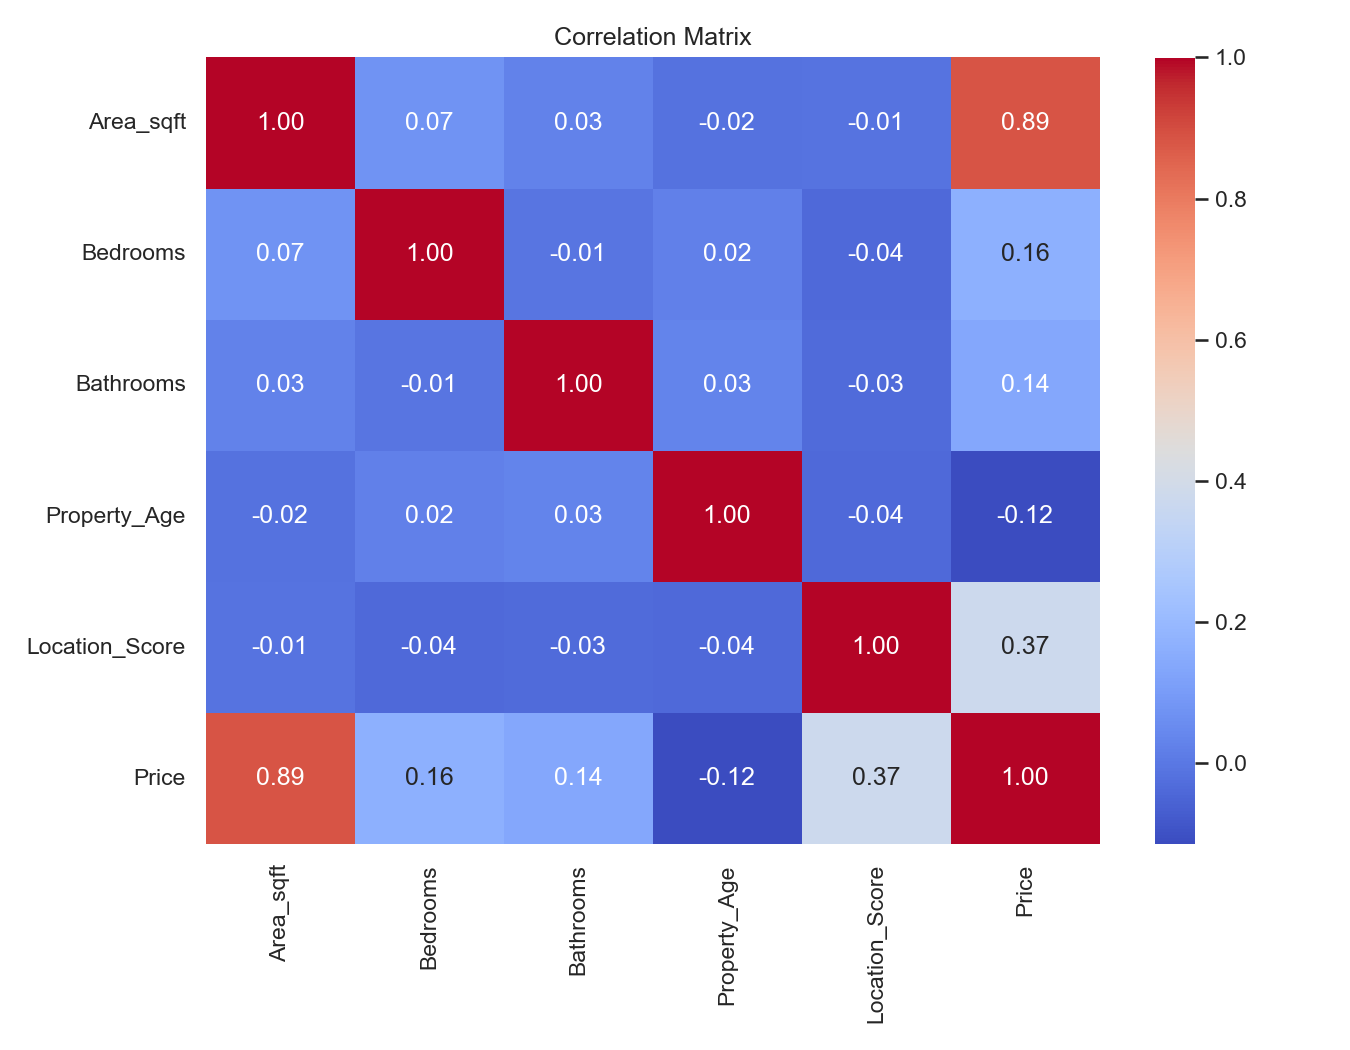 Correlation Matrix
Area_sqft 1.00 0.07 0.03 -0.02 -0.01 0.89
Bedrooms 0.07 1.00 -0.01 0.02 -0.04 0.16
Bathrooms 0.03 -0.01 1.00 0.03 -0.03 0.14
Property_Age -0.02 0.02 0.03 1.00 -0.04 -0.12
Location_Score -0.01 -0.04 -0.03 -0.04 1.00 0.37
Price 0.89 0.16 0.14 -0.12 0.37 1.00
Area_sqft Bedrooms Bathrooms Property_Age Location_Score Price
1.0
0.8
0.6
0.4
0.2
0.0